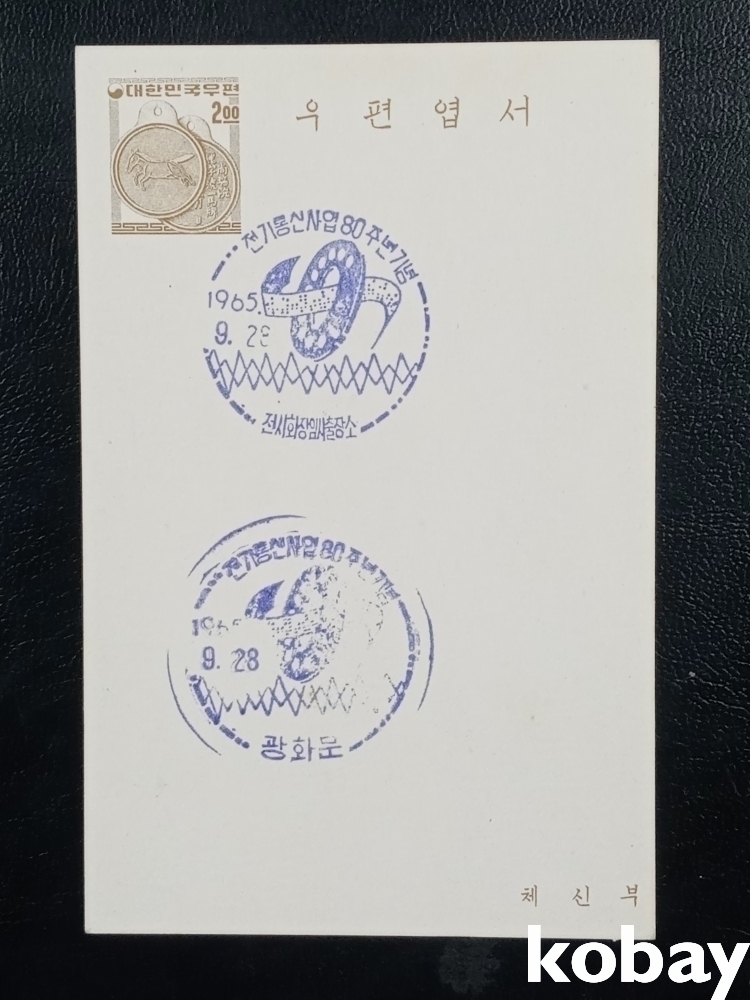 대한민국우편
2.00
우편엽서
전기통신사업80주년기념
1965.
9. 28
전시회장임시출장소
전기통신사업80주년기념
196
9. 28
광화문
체신부
kobay